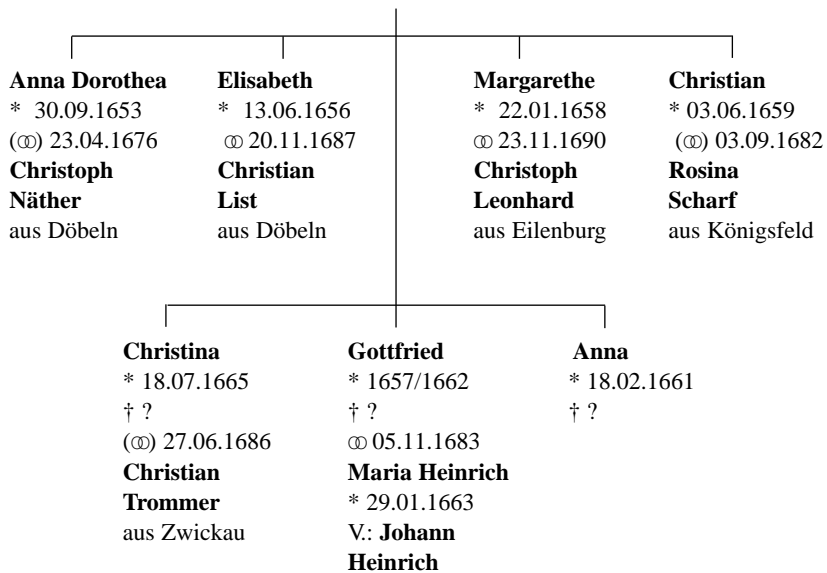 Anna Dorothea
* 30.09.1653
(⚭) 23.04.1676
Christoph
Näther
aus Döbeln
Elisabeth
* 13.06.1656
⚭ 20.11.1687
Christian
List
aus Döbeln
Margarethe
* 22.01.1658
⚭ 23.11.1690
Christoph
Leonhard
aus Eilenburg
Christian
* 03.06.1659
(⚭) 03.09.1682
Rosina
Scharf
aus Königsfeld
Christina
* 18.07.1665
† ?
(⚭) 27.06.1686
Christian
Trommer
aus Zwickau
Gottfried
* 1657/1662
† ?
⚭ 05.11.1683
Maria Heinrich
* 29.01.1663
V.: Johann
Heinrich
Anna
* 18.02.1661
† ?